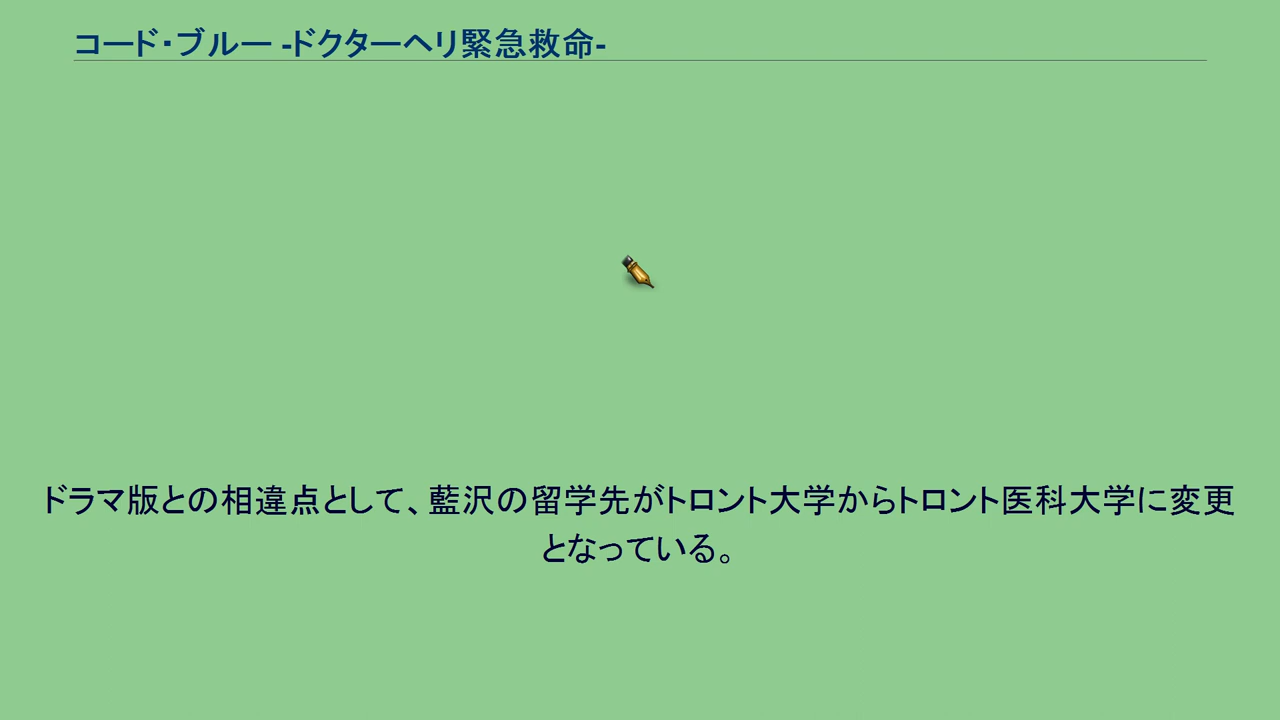 コード・ブルー -ドクターヘリ緊急救命-
ドラマ版との相違点として、藍沢の留学先がトロント大学からトロント医科大学に変更
となっている。